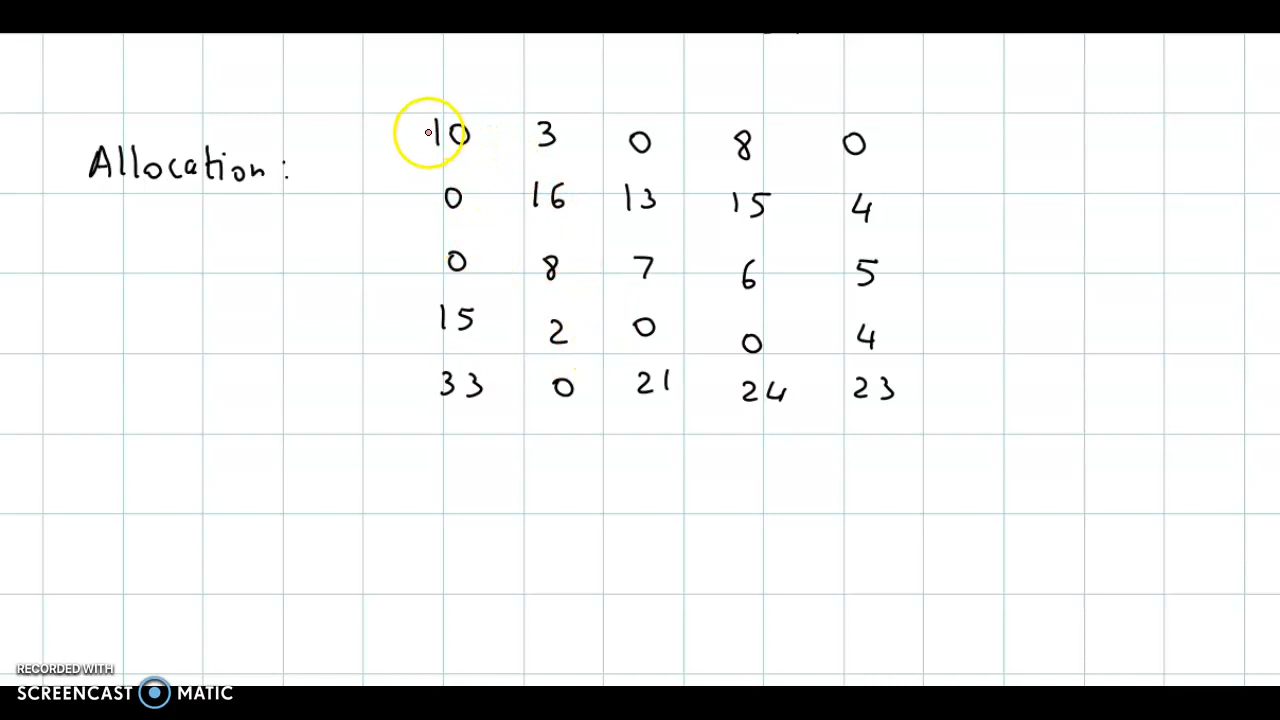 10 3 0 8 0
Allocation:
0 16 13 15 4
0 8 7 6 5
15 2 0 0 4
33 0 21 24 23
RECORDED WITH
SCREENCAST MATIC